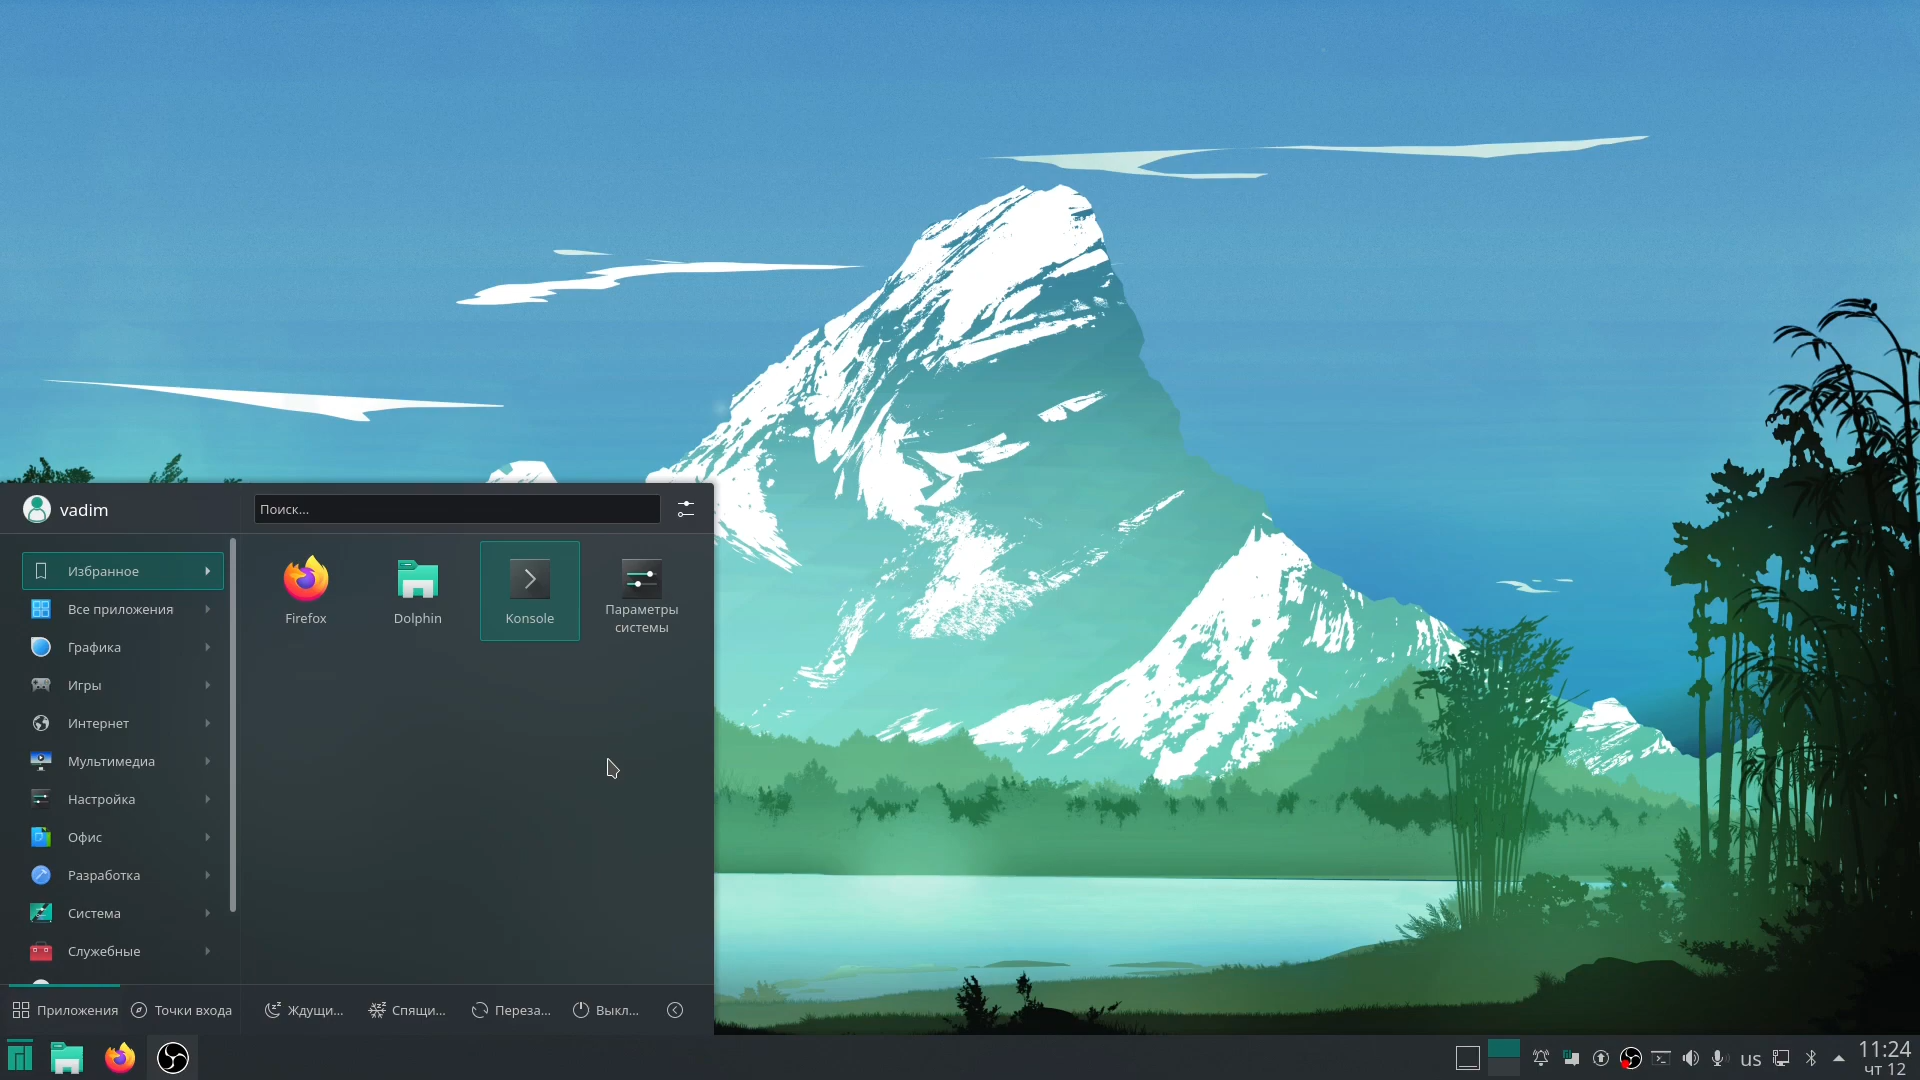 vadim
Поиск...
Избранное
Все приложения
Графика
Игры
Интернет
Мультимедиа
Настройка
Офис
Разработка
Система
Служебные
Firefox
Dolphin
Konsole
Параметры
системы
Приложения
Точки входа
Ждущи...
Спящи...
Переза...
Выкл...
us
11:24
чт 12